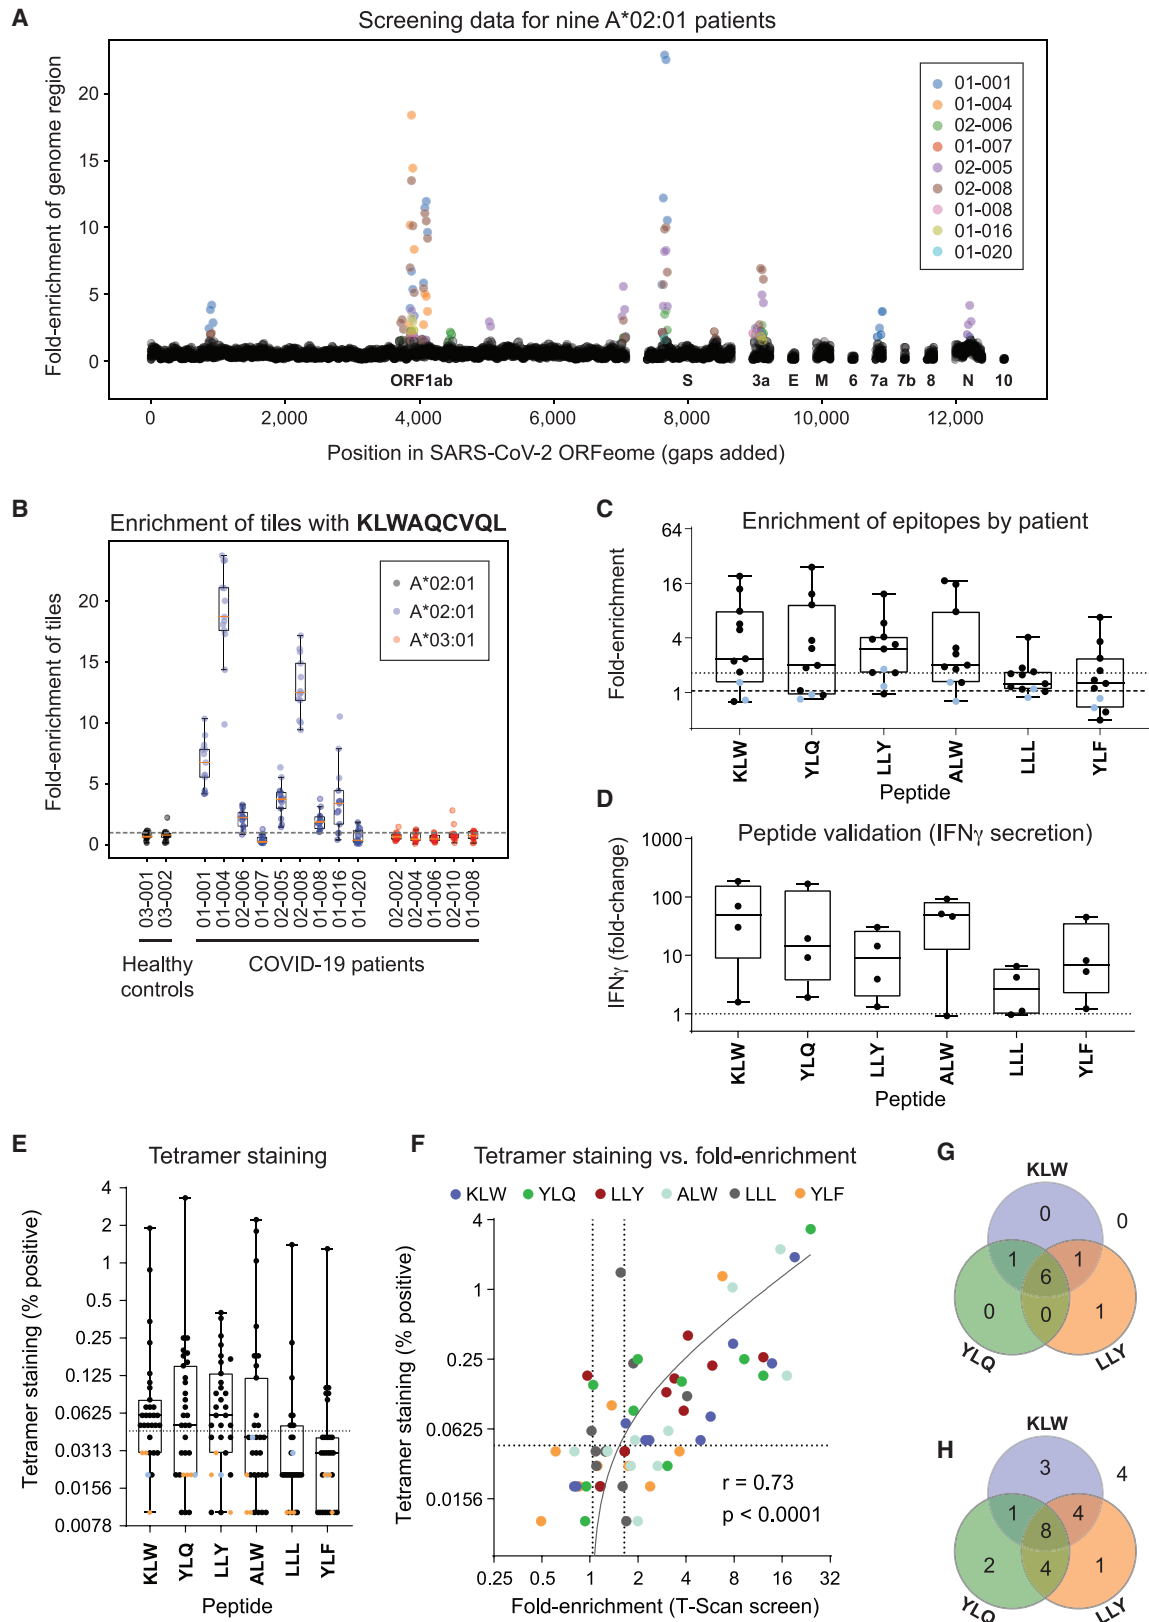 A
Screening data for nine A*02:01 patients
Fold-enrichment of genome region
20
15
10
5
0
01-001
01-004
02-006
01-007
02-005
02-008
01-008
01-016
01-020
ORF1ab S 3a E M 6 7a 7b 8 N 10
0 2,000 4,000 6,000 8,000 10,000 12,000
Position in SARS-CoV-2 ORFeome (gaps added)
B
Enrichment of tiles with KLWAQCVQL
Fold-enrichment of tiles
20
15
10
5
0
A*02:01
A*02:01
A*03:01
03-001 03-002 01-001 01-004 02-006 01-007 02-005 02-008 01-008 01-016 01-020 02-002 02-004 01-006 02-010 01-008
Healthy controls
COVID-19 patients
C
Enrichment of epitopes by patient
Fold-enrichment
64
16
4
1
KLW YLQ LLY ALW LLL YLF
Peptide
D
Peptide validation (IFNγ secretion)
IFNγ (fold-change)
1000
100
10
1
KLW YLQ LLY ALW LLL YLF
Peptide
E
Tetramer staining
Tetramer staining (% positive)
4
2
1
0.5
0.25
0.125
0.0625
0.0313
0.0156
0.0078
KLW YLQ LLY ALW LLL YLF
Peptide
F
Tetramer staining vs. fold-enrichment
KLW YLQ LLY ALW LLL YLF
Tetramer staining (% positive)
4
1
0.25
0.0625
0.0156
r = 0.73
p < 0.0001
0.25 0.5 1 2 4 8 16 32
Fold-enrichment (T-Scan screen)
G
KLW
0 0
1 1
6
0 0 1
YLQ LLY
H
KLW
3 4
1 4
8
2 4 1
YLQ LLY